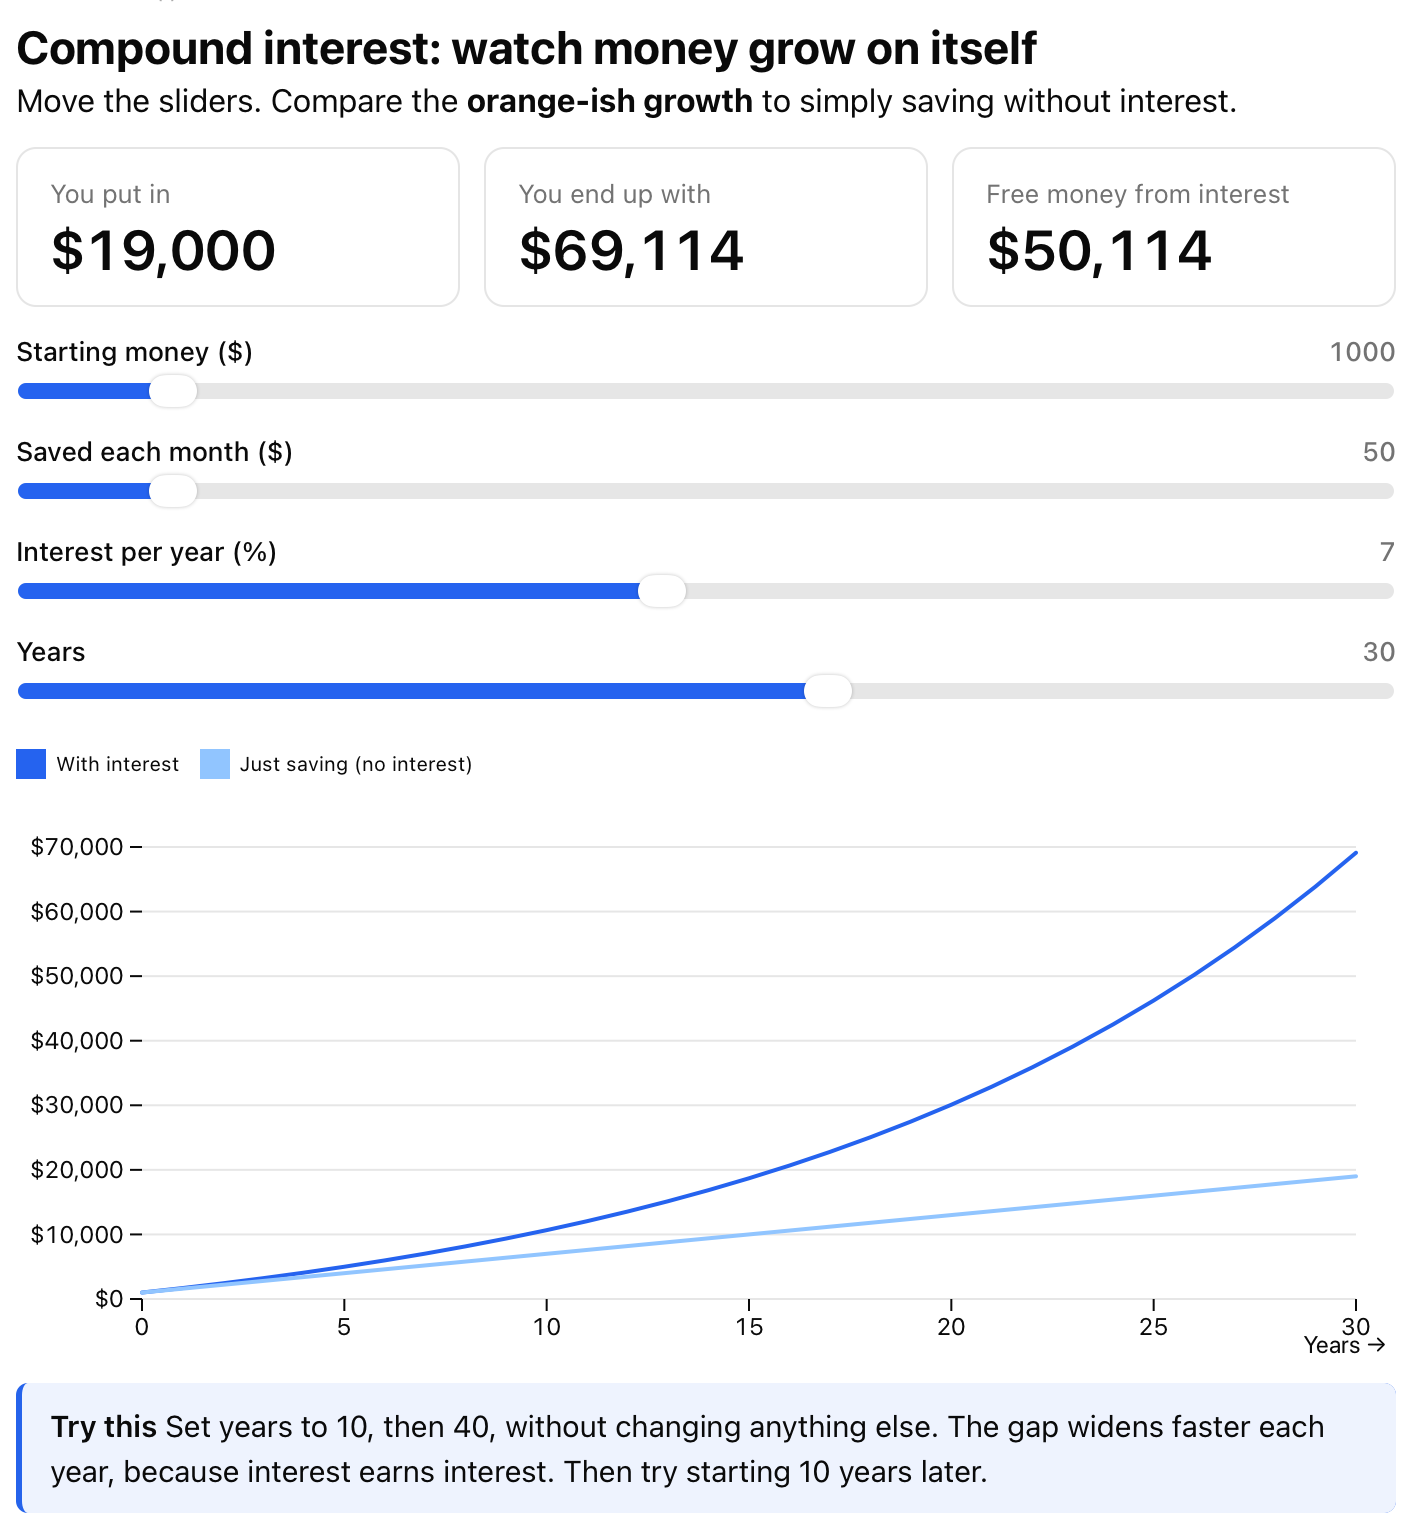 Compound interest: watch money grow on itself
Move the sliders. Compare the orange-ish growth to simply saving without interest.
You put in
$19,000
You end up with
$69,114
Free money from interest
$50,114
Starting money ($) 1000
Saved each month ($) 50
Interest per year (%) 7
Years 30
With interest Just saving (no interest)
$70,000
$60,000
$50,000
$40,000
$30,000
$20,000
$10,000
$0
0 5 10 15 20 25 30
Years →
Try this Set years to 10, then 40, without changing anything else. The gap widens faster each
year, because interest earns interest. Then try starting 10 years later.